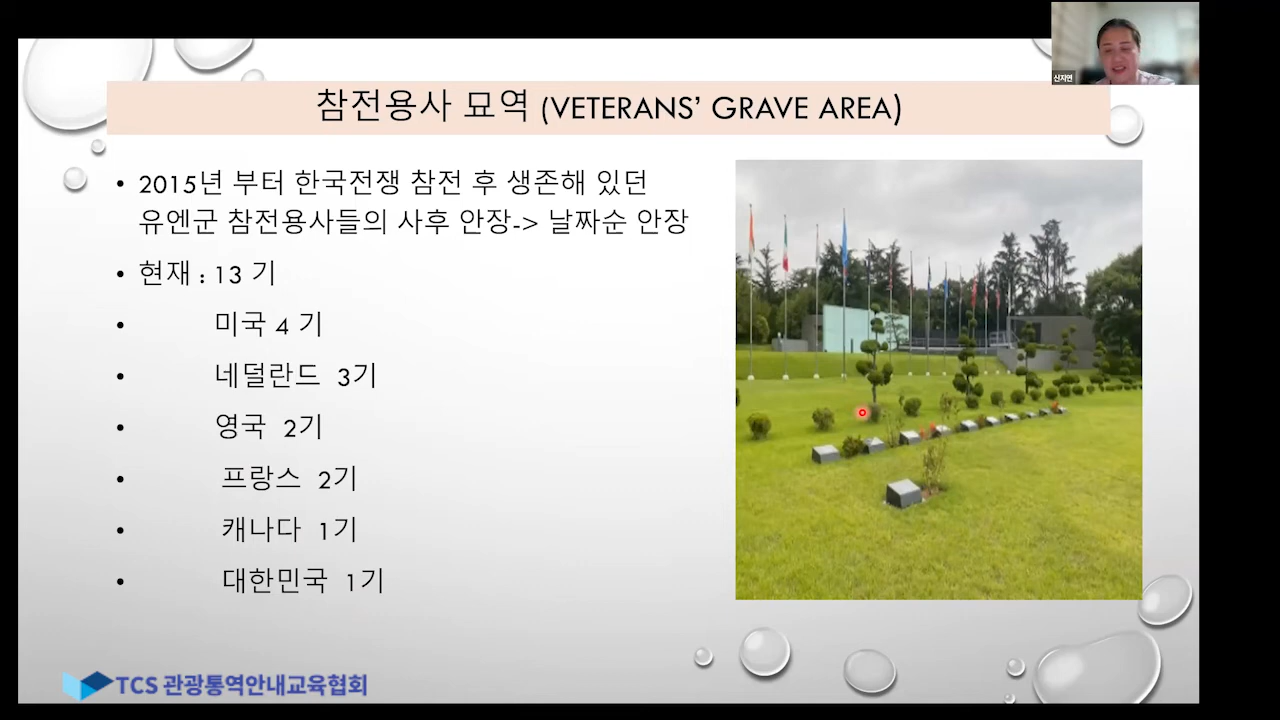 신지연
참전용사 묘역 (VETERANS’ GRAVE AREA)
• 2015년 부터 한국전쟁 참전 후 생존해 있던
유엔군 참전용사들의 사후 안장-> 날짜순 안장
• 현재 : 13 기
• 미국 4 기
• 네덜란드 3기
• 영국 2기
• 프랑스 2기
• 캐나다 1기
• 대한민국 1기
TCS 관광통역안내교육협회